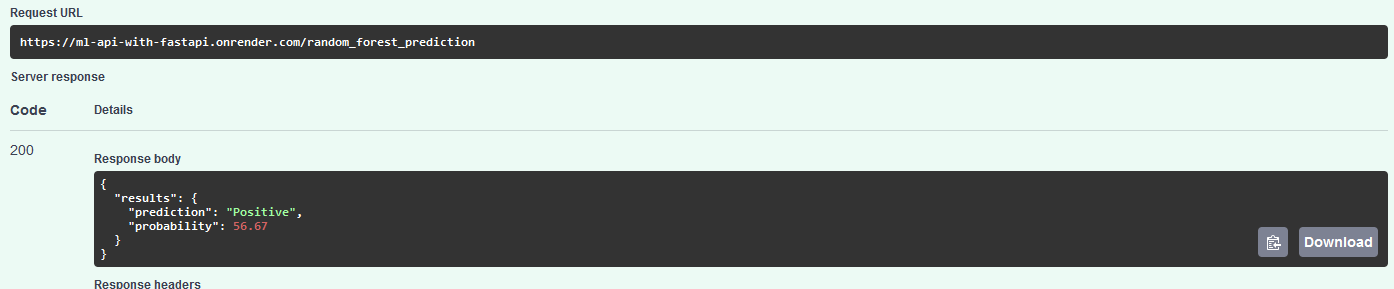 Request URL
https://ml-api-with-fastapi.onrender.com/random_forest_prediction
Server response
Code Details
200
Response body
{
  "results": {
    "prediction": "Positive",
    "probability": 56.67
  }
}
Download
Response headers